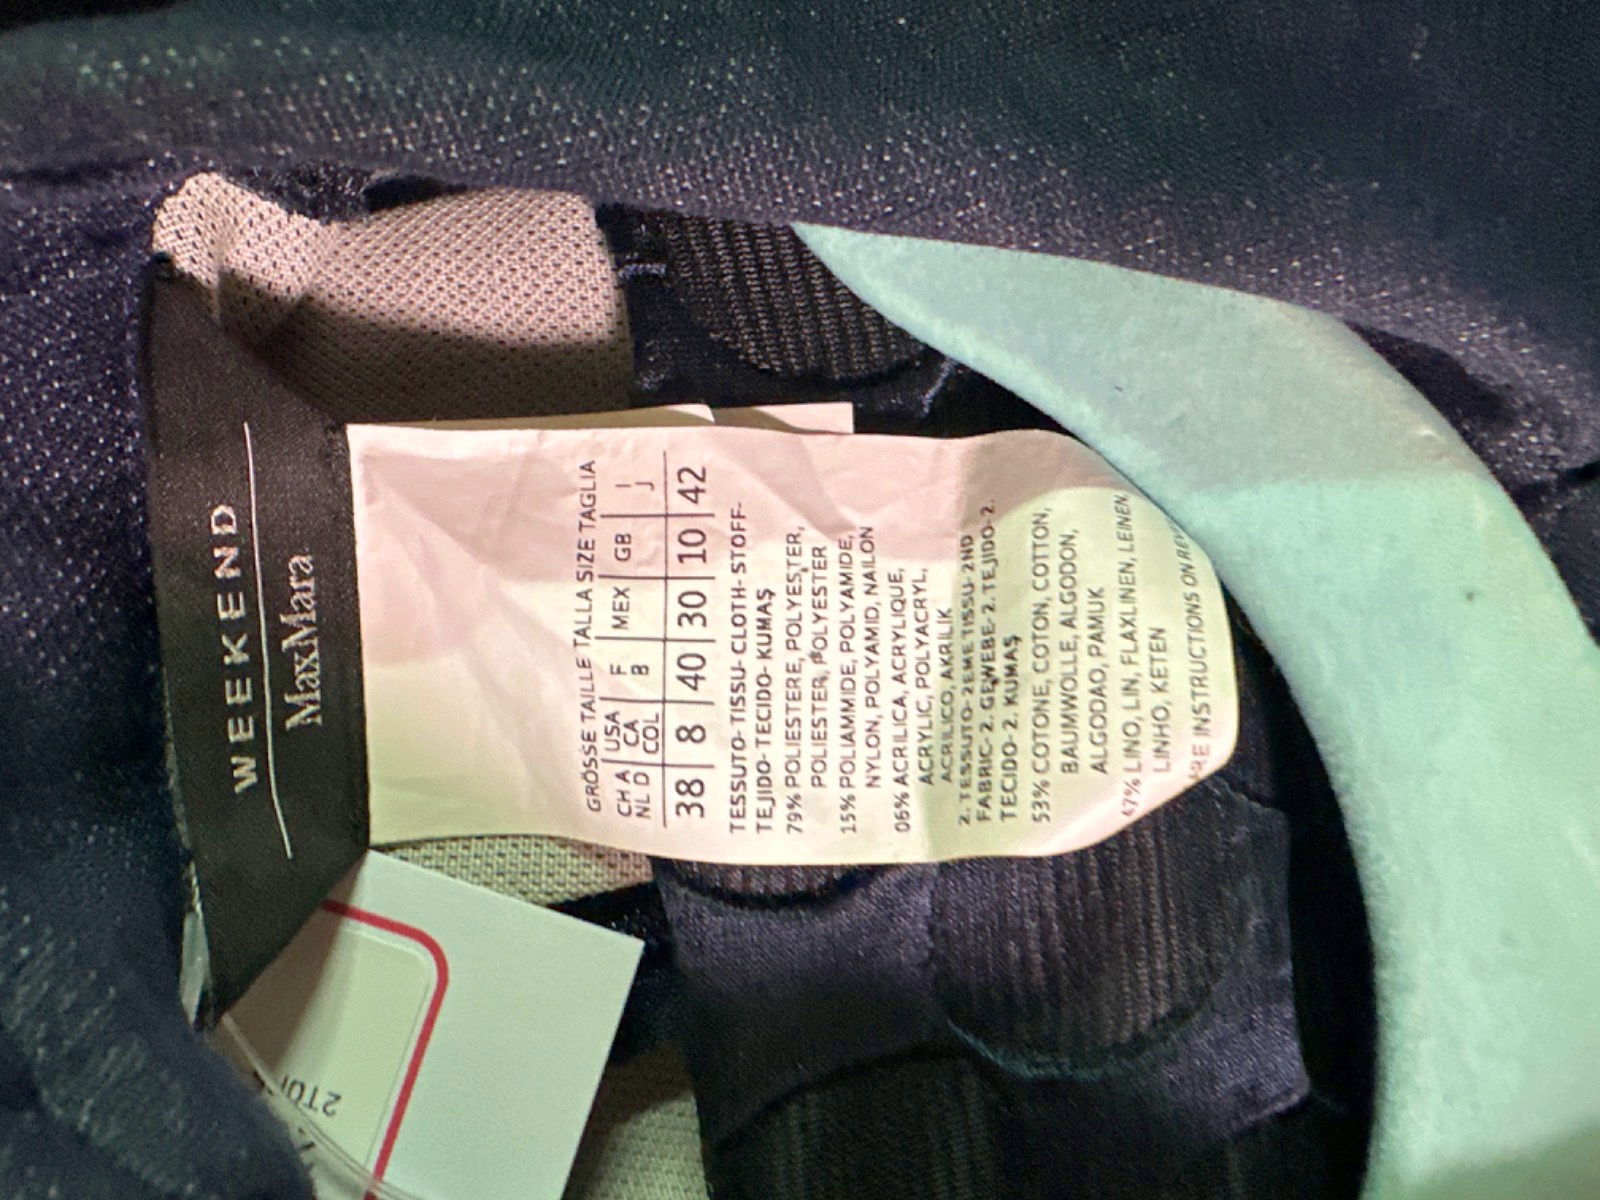 WEEKEND
MaxMara
GRÖSSE TAILLE TALLA SIZE TAGLIA
CH A USA F MEX GB I
NL D CA B J
COL
38 8 40 30 10 42
TESSUTO- TISSU- CLOTH- STOFF-
TEJIDO- TECIDO- KUMAŞ
79% POLIESTERE, POLYESTER,
POLIESTER, POLYESTER
15% POLIAMMIDE, POLYAMIDE,
NYLON, POLYAMID, NAILON
06% ACRILICA, ACRYLIQUE,
ACRYLIC, POLYACRYL,
ACRILICO, AKRILIK
2. TESSUTO- 2EME TISSU- 2ND
FABRIC- 2. GEWEBE- 2. TEJIDO- 2.
TECIDO- 2. KUMAŞ
53% COTONE, COTON, COTTON,
BAUMWOLLE, ALGODON,
ALGODAO, PAMUK
47% LINO, LIN, FLAXLINEN, LEINEN,
LINHO, KETEN
INSTRUCTIONS ON